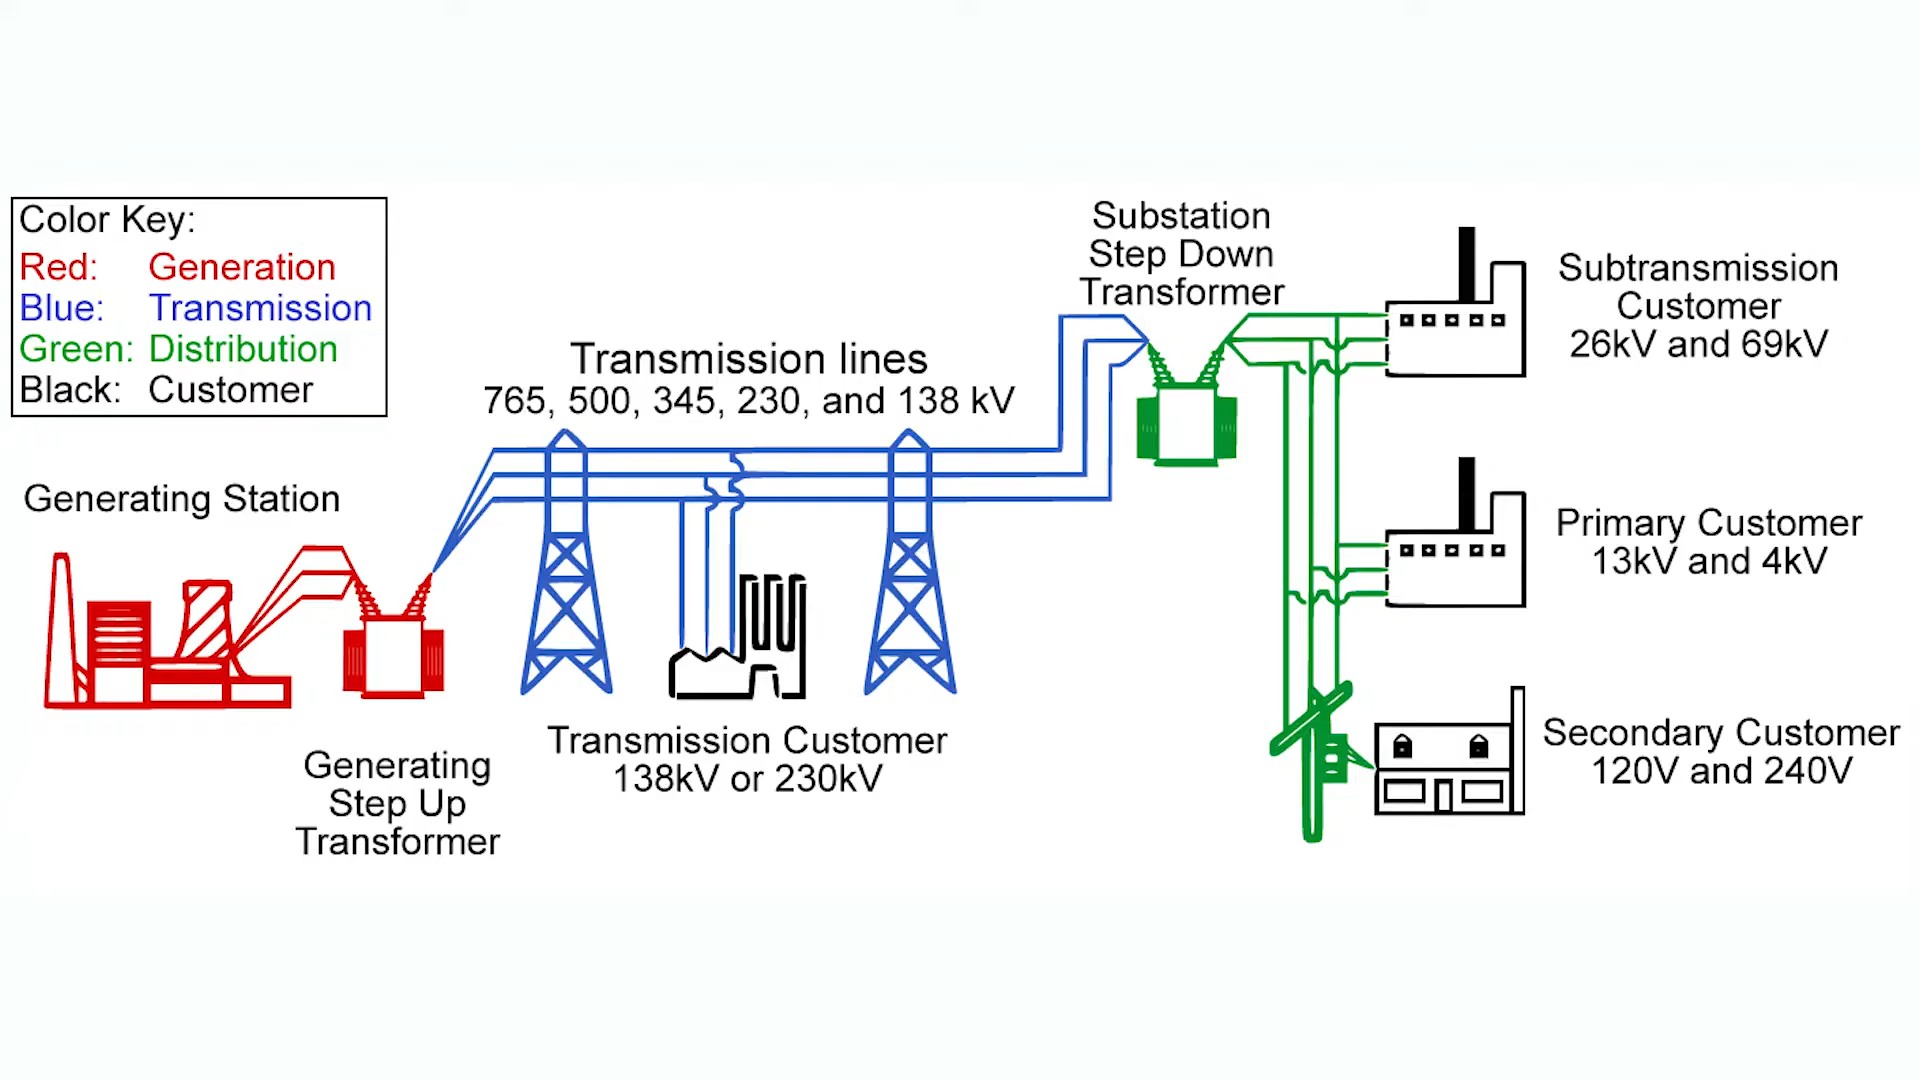 Color Key:
Red: Generation
Blue: Transmission
Green: Distribution
Black: Customer
Generating Station
Generating
Step Up
Transformer
Transmission lines
765, 500, 345, 230, and 138 kV
Transmission Customer
138kV or 230kV
Substation
Step Down
Transformer
Subtransmission
Customer
26kV and 69kV
Primary Customer
13kV and 4kV
Secondary Customer
120V and 240V